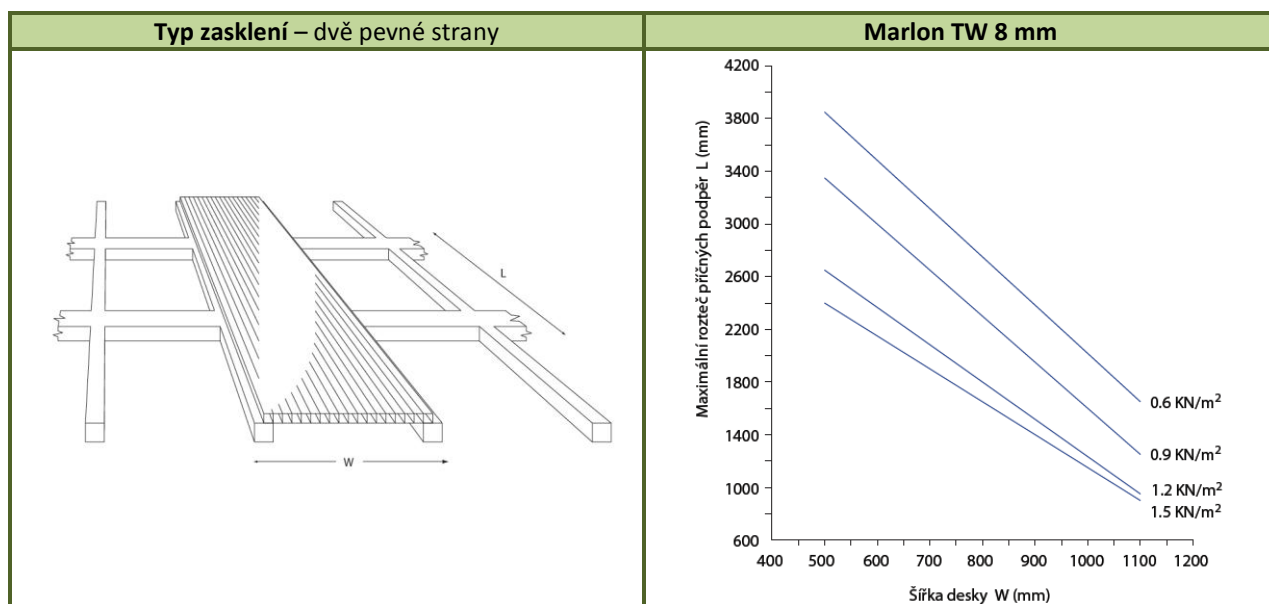 Typ zasklení – dvě pevné strany
Marlon TW 8 mm
L
W
Maximální rozteč příčných podpěr L (mm)
4200
3800
3400
3000
2600
2200
1800
1400
1000
600
0.6 KN/m²
0.9 KN/m²
1.2 KN/m²
1.5 KN/m²
400 500 600 700 800 900 1000 1100 1200
Šířka desky W (mm)